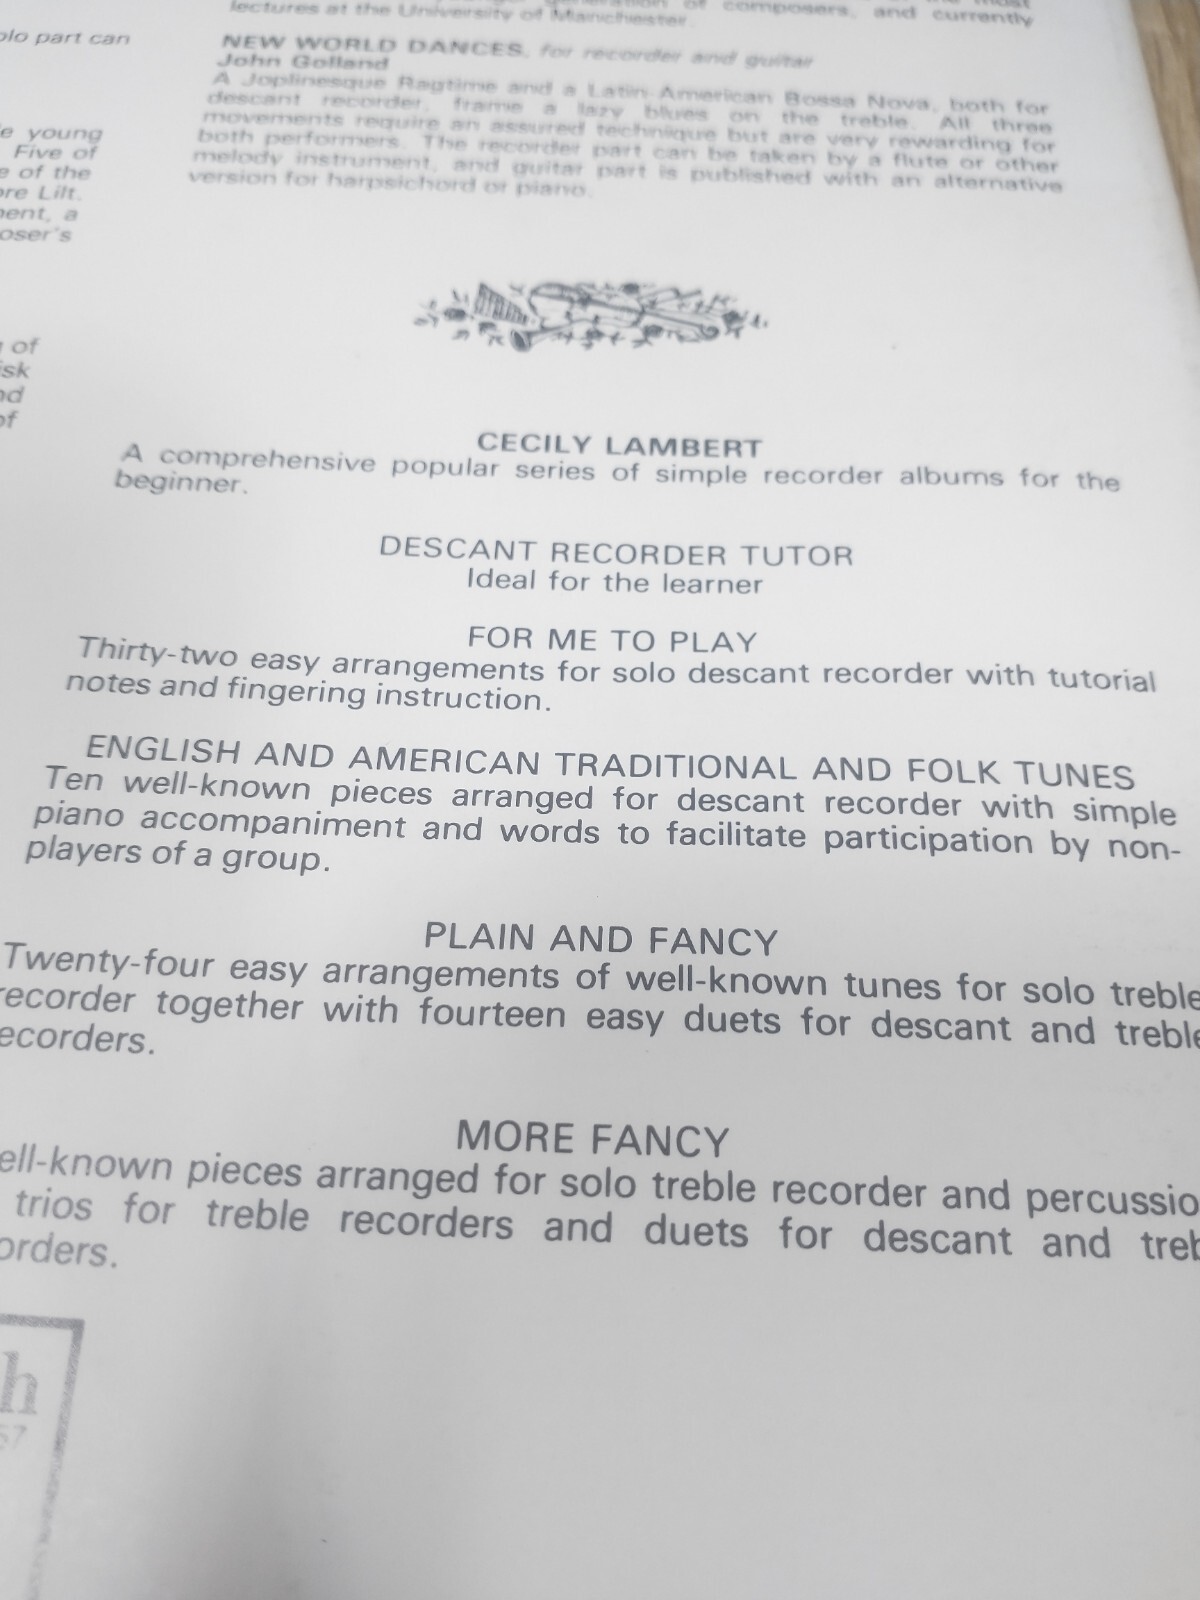 lectures at the University of Manchester.
NEW WORLD DANCES, for recorder and guitar
John Golland
A Joplinesque Ragtime and a Latin-American Bossa Nova, both for
descant recorder, frame a lazy blues on the treble. All three
movements require an assured technique but are very rewarding for
both performers. The recorder part can be taken by a flute or other
melody instrument, and guitar part is published with an alternative
version for harpsichord or piano.
olo part can
e young
Five of
e of the
ore Lilt.
ent, a
oser's
of
isk
nd
of
CECILY LAMBERT
A comprehensive popular series of simple recorder albums for the
beginner.
DESCANT RECORDER TUTOR
Ideal for the learner
FOR ME TO PLAY
Thirty-two easy arrangements for solo descant recorder with tutorial
notes and fingering instruction.
ENGLISH AND AMERICAN TRADITIONAL AND FOLK TUNES
Ten well-known pieces arranged for descant recorder with simple
piano accompaniment and words to facilitate participation by non-
players of a group.
PLAIN AND FANCY
Twenty-four easy arrangements of well-known tunes for solo treble
recorder together with fourteen easy duets for descant and treble
ecorders.
MORE FANCY
ell-known pieces arranged for solo treble recorder and percussio
trios for treble recorders and duets for descant and treb
orders.
h
57